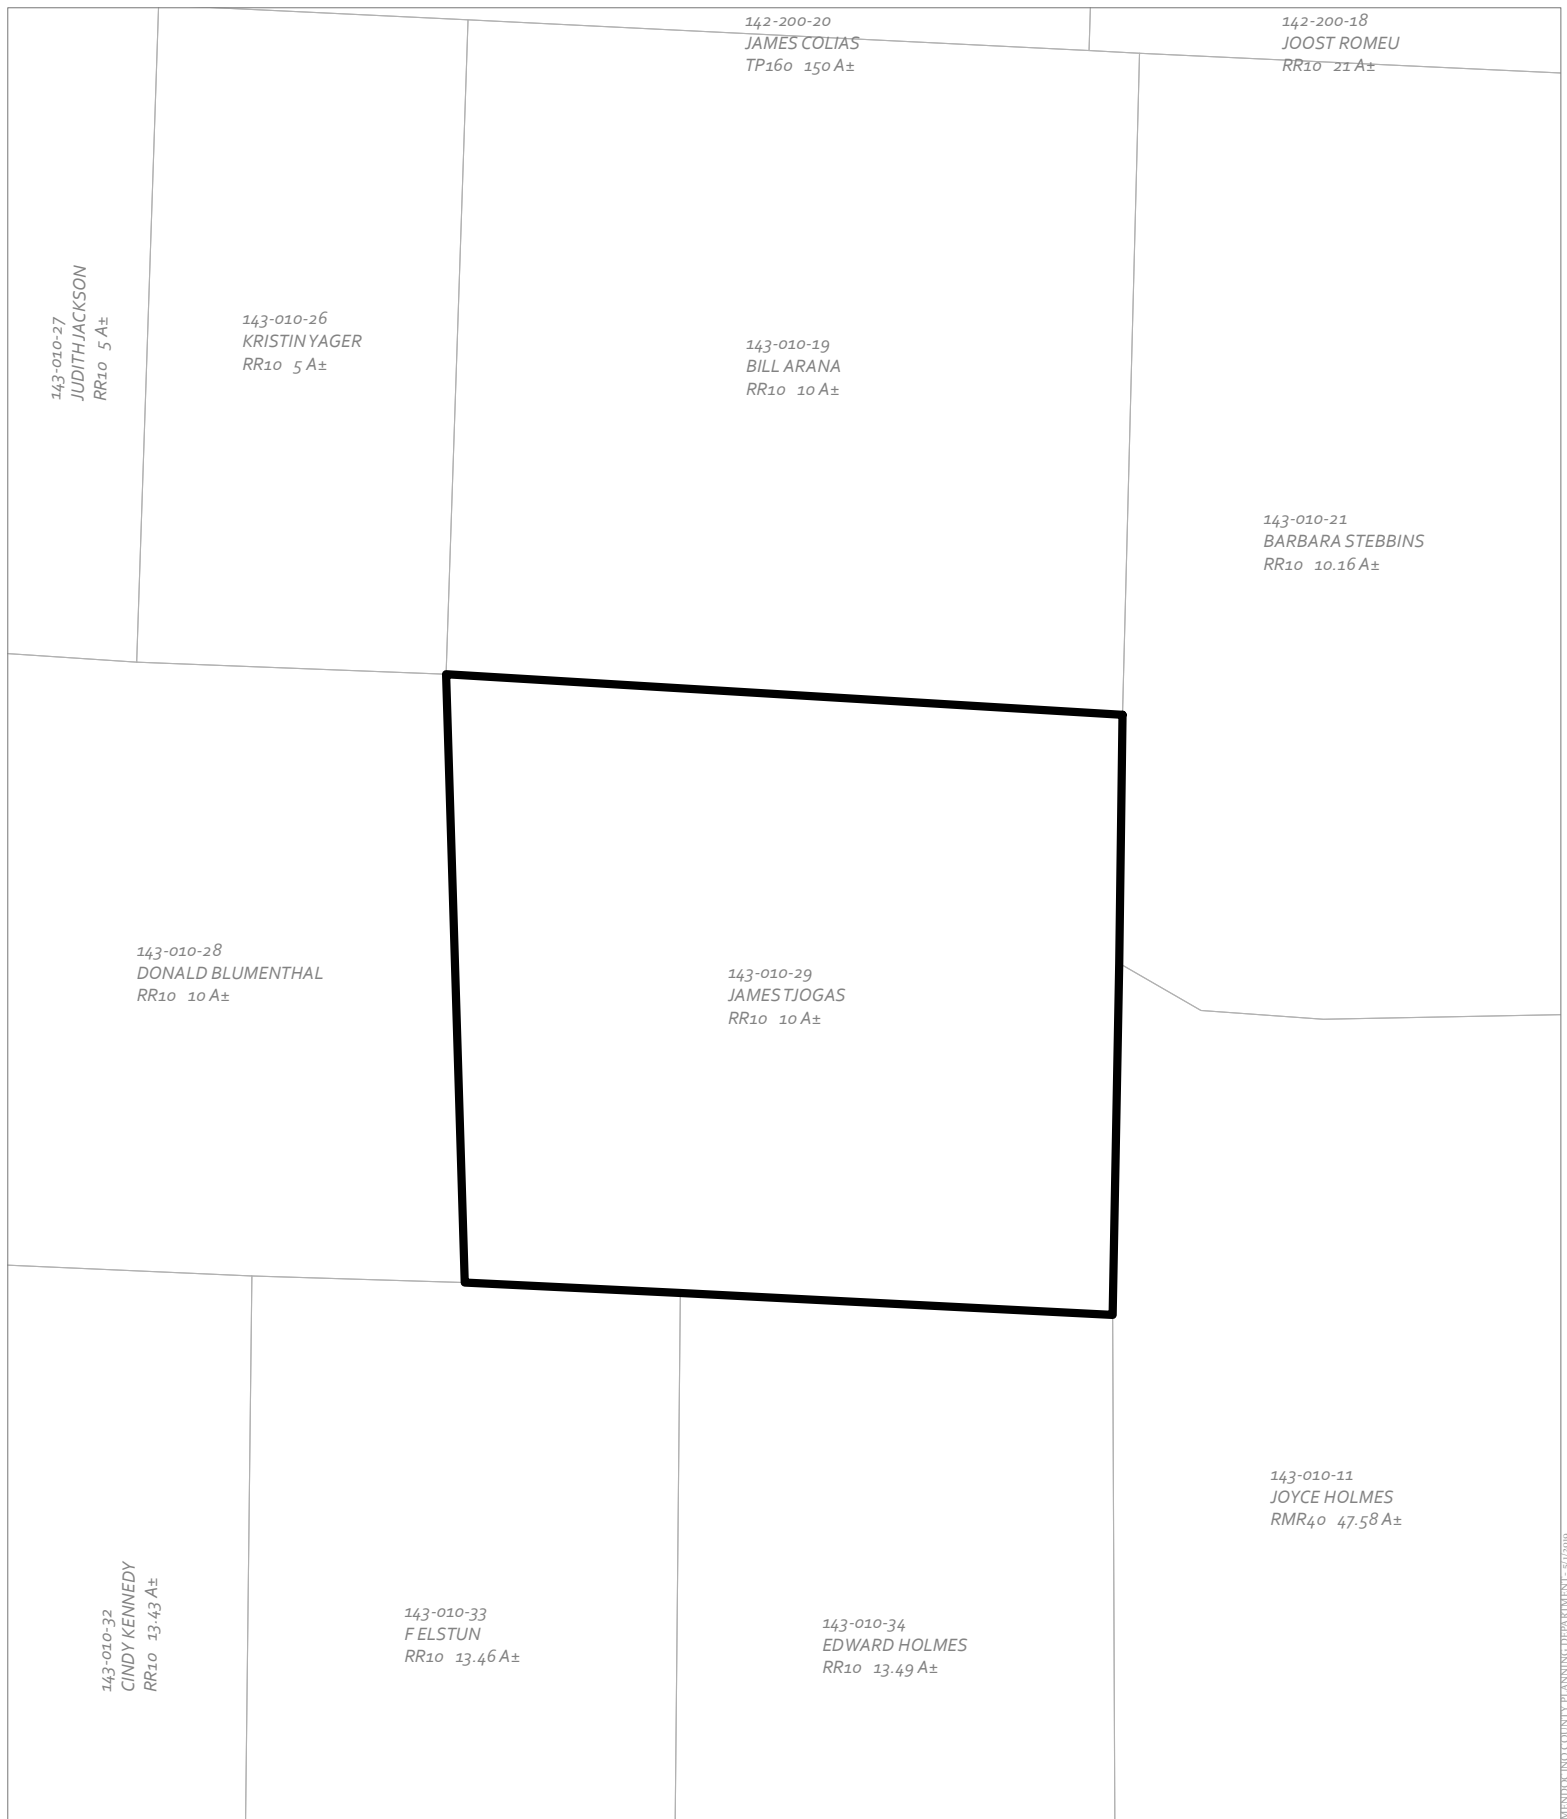 142-200-20
JAMES COLIAS
TP160 150 A±
142-200-18
JOOST ROMEU
RR10 21 A±
143-010-27
JUDITH JACKSON
RR10 5 A±
143-010-26
KRISTIN YAGER
RR10 5 A±
143-010-19
BILL ARANA
RR10 10 A±
143-010-21
BARBARA STEBBINS
RR10 10.16 A±
143-010-28
DONALD BLUMENTHAL
RR10 10 A±
143-010-29
JAMES TJOGAS
RR10 10 A±
143-010-11
JOYCE HOLMES
RMR40 47.58 A±
143-010-32
CINDY KENNEDY
RR10 13.43 A±
143-010-33
F ELSTUN
RR10 13.46 A±
143-010-34
EDWARD HOLMES
RR10 13.49 A±
MENDOCINO COUNTY PLANNING DEPARTMENT -